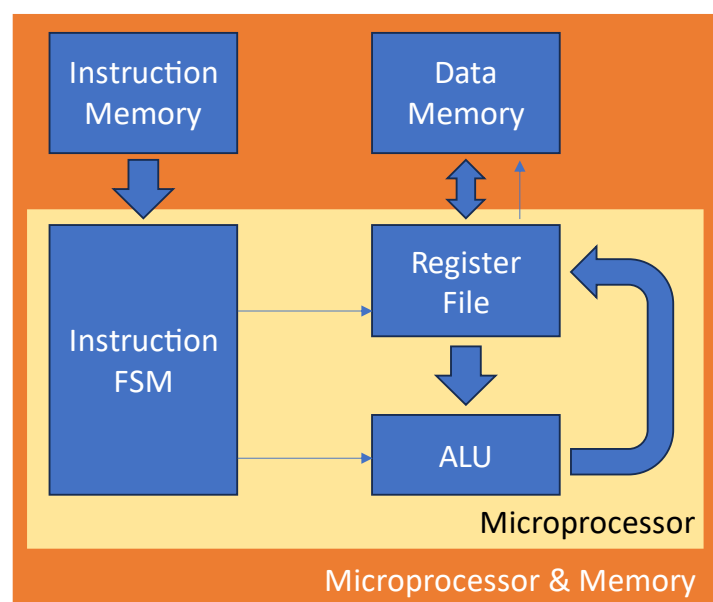 Instruction
Memory
Data
Memory
Register
File
Instruction
FSM
ALU
Microprocessor
Microprocessor & Memory